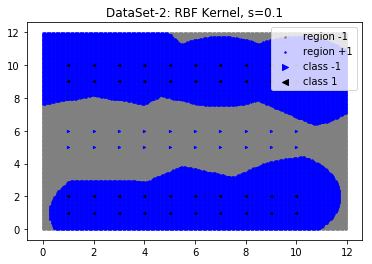 DataSet-2: RBF Kernel, s=0.1
12
10
8
6
4
2
0
region -1
region +1
class -1
class 1
0 2 4 6 8 10 12